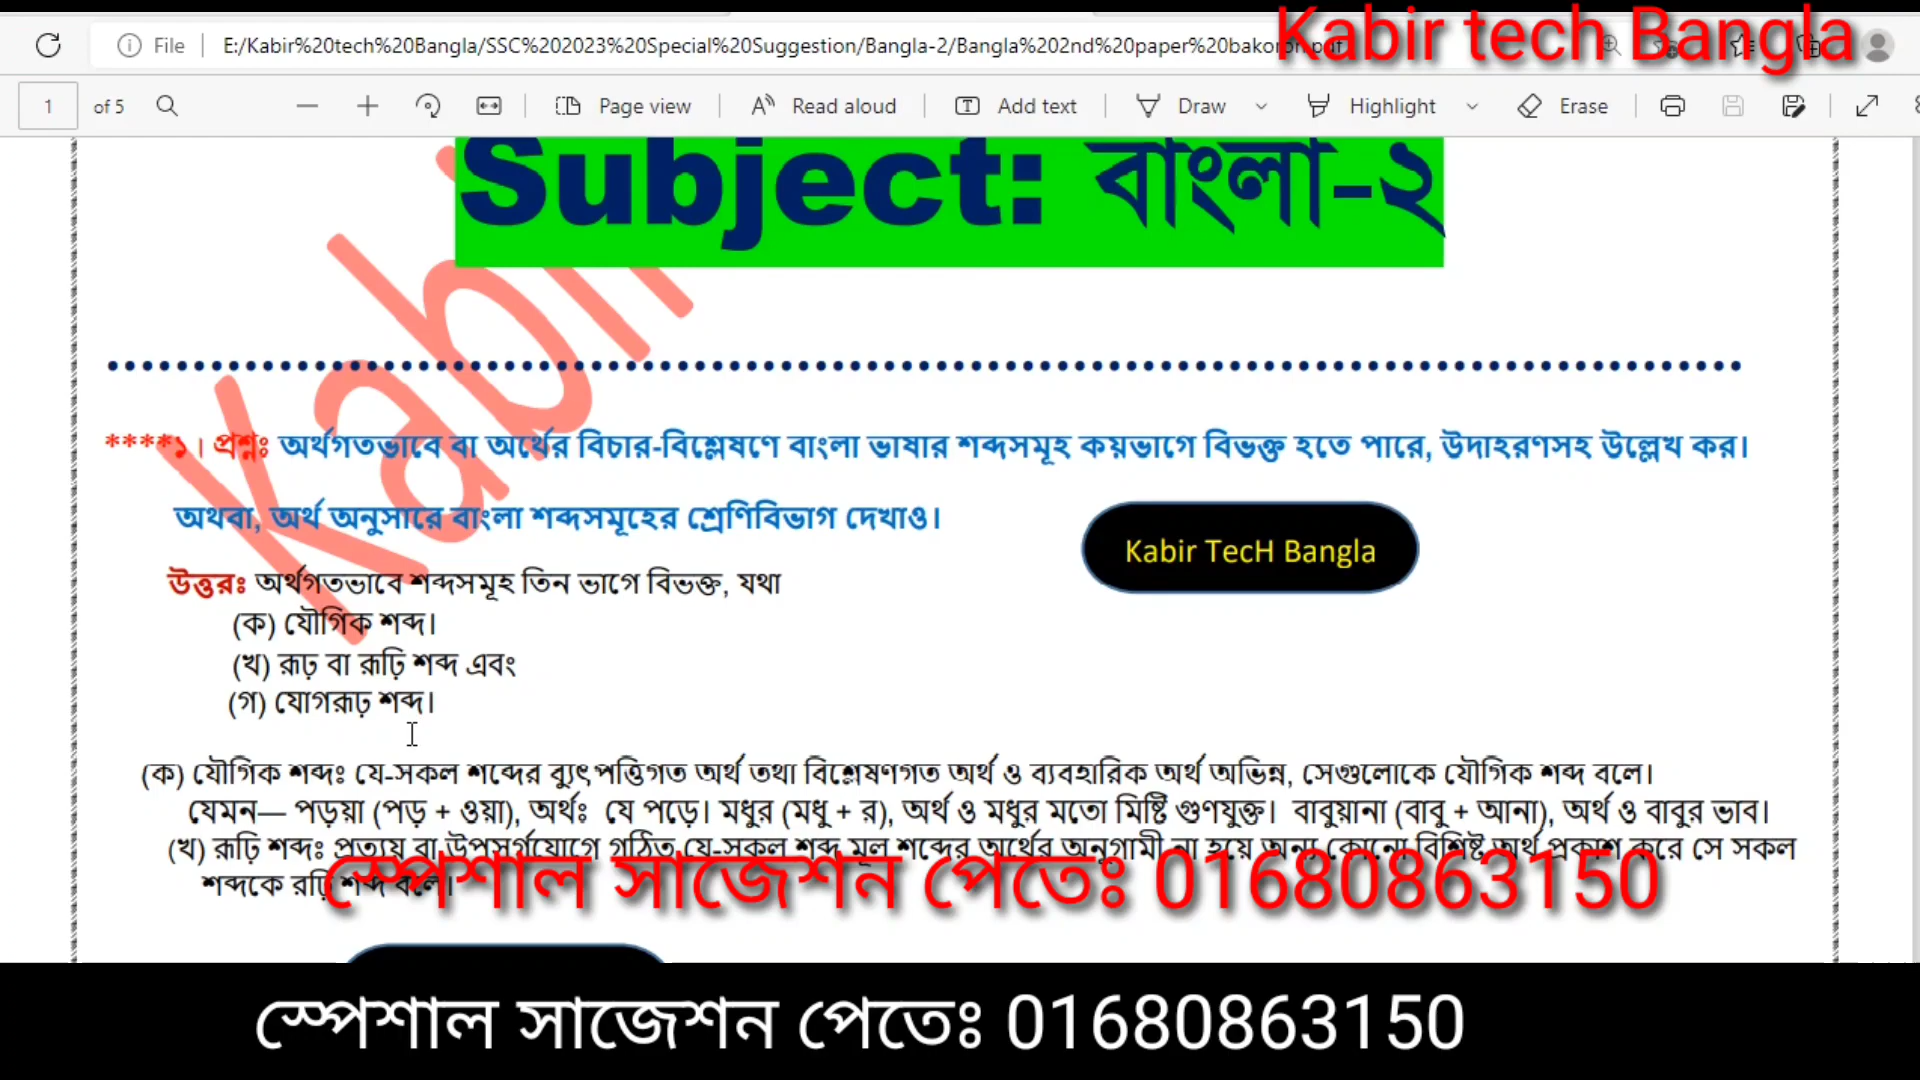 Kabir tech Bangla
File
E:/Kabir%20tech%20Bangla/SSC%202023%20Special%20Suggestion/Bangla-2/Bangla%202nd%20paper%20bakoron.pdf
1 of 5 Page view Read aloud Add text Draw Highlight Erase
Subject: বাংলা-২
Kabir
****১। প্রশ্নঃ অর্থগতভাবে বা অর্থের বিচার-বিশ্লেষণে বাংলা ভাষার শব্দসমূহ কয়ভাগে বিভক্ত হতে পারে, উদাহরণসহ উল্লেখ কর।
অথবা, অর্থ অনুসারে বাংলা শব্দসমূহের শ্রেণিবিভাগ দেখাও।
Kabir TecH Bangla
উত্তরঃ অর্থগতভাবে শব্দসমূহ তিন ভাগে বিভক্ত, যথা
(ক) যৌগিক শব্দ।
(খ) রূঢ় বা রূঢ়ি শব্দ এবং
(গ) যোগরূঢ় শব্দ।
(ক) যৌগিক শব্দঃ যে-সকল শব্দের ব্যুৎপত্তিগত অর্থ তথা বিশ্লেষণগত অর্থ ও ব্যবহারিক অর্থ অভিন্ন, সেগুলোকে যৌগিক শব্দ বলে।
যেমন— পড়য়া (পড় + ওয়া), অর্থঃ যে পড়ে। মধুর (মধু + র), অর্থ ও মধুর মতো মিষ্টি গুণযুক্ত। বাবুয়ানা (বাবু + আনা), অর্থ ও বাবুর ভাব।
(খ) রূঢ়ি শব্দঃ প্রত্যয় বা উপসর্গযোগে গঠিত যে-সকল শব্দ মূল শব্দের অর্থের অনুগামী না হয়ে অন্য কোনো বিশিষ্ট অর্থ প্রকাশ করে সে সকল
শব্দকে রূঢ়ি শব্দ বলে।
স্পেশাল সাজেশন পেতেঃ 01680863150
স্পেশাল সাজেশন পেতেঃ 01680863150